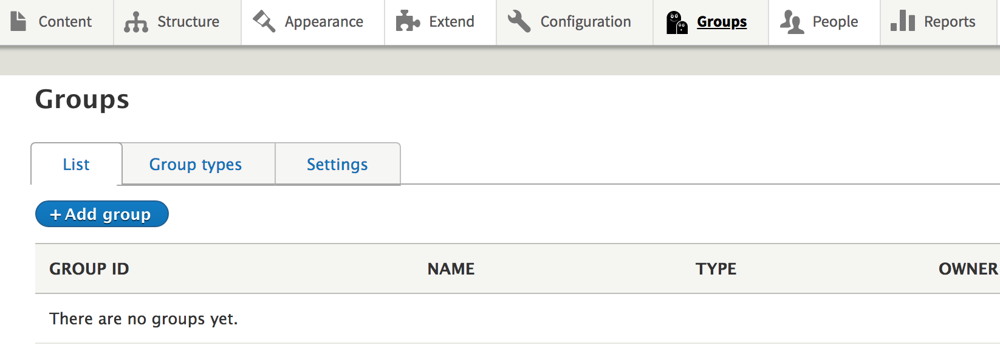 Content Structure Appearance Extend Configuration Groups People Reports
Groups
List Group types Settings
+ Add group
GROUP ID NAME TYPE OWNER
There are no groups yet.